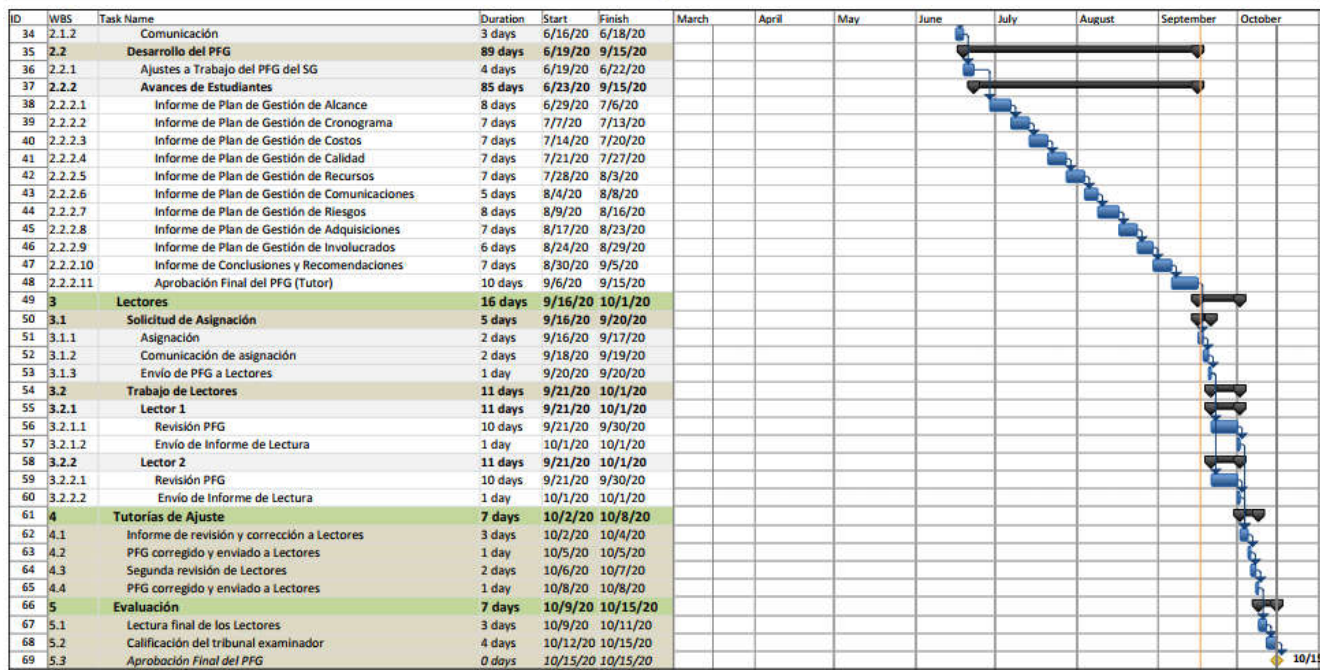 ID WBS Task Name Duration Start Finish March April May June July August September October
34 2.1.2 Comunicación 3 days 6/16/20 6/18/20
35 2.2 Desarrollo del PFG 89 days 6/19/20 9/15/20
36 2.2.1 Ajustes a Trabajo del PFG del SG 4 days 6/19/20 6/22/20
37 2.2.2 Avances de Estudiantes 85 days 6/23/20 9/15/20
38 2.2.2.1 Informe de Plan de Gestión de Alcance 8 days 6/29/20 7/6/20
39 2.2.2.2 Informe de Plan de Gestión de Cronograma 7 days 7/7/20 7/13/20
40 2.2.2.3 Informe de Plan de Gestión de Costos 7 days 7/14/20 7/20/20
41 2.2.2.4 Informe de Plan de Gestión de Calidad 7 days 7/21/20 7/27/20
42 2.2.2.5 Informe de Plan de Gestión de Recursos 7 days 7/28/20 8/3/20
43 2.2.2.6 Informe de Plan de Gestión de Comunicaciones 5 days 8/4/20 8/8/20
44 2.2.2.7 Informe de Plan de Gestión de Riesgos 8 days 8/9/20 8/16/20
45 2.2.2.8 Informe de Plan de Gestión de Adquisiciones 7 days 8/17/20 8/23/20
46 2.2.2.9 Informe de Plan de Gestión de Involucrados 6 days 8/24/20 8/29/20
47 2.2.2.10 Informe de Conclusiones y Recomendaciones 7 days 8/30/20 9/5/20
48 2.2.2.11 Aprobación Final del PFG (Tutor) 10 days 9/6/20 9/15/20
49 3 Lectores 16 days 9/16/20 10/1/20
50 3.1 Solicitud de Asignación 5 days 9/16/20 9/20/20
51 3.1.1 Asignación 2 days 9/16/20 9/17/20
52 3.1.2 Comunicación de asignación 2 days 9/18/20 9/19/20
53 3.1.3 Envío de PFG a Lectores 1 day 9/20/20 9/20/20
54 3.2 Trabajo de Lectores 11 days 9/21/20 10/1/20
55 3.2.1 Lector 1 11 days 9/21/20 10/1/20
56 3.2.1.1 Revisión PFG 10 days 9/21/20 9/30/20
57 3.2.1.2 Envío de Informe de Lectura 1 day 10/1/20 10/1/20
58 3.2.2 Lector 2 11 days 9/21/20 10/1/20
59 3.2.2.1 Revisión PFG 10 days 9/21/20 9/30/20
60 3.2.2.2 Envío de Informe de Lectura 1 day 10/1/20 10/1/20
61 4 Tutorías de Ajuste 7 days 10/2/20 10/8/20
62 4.1 Informe de revisión y corrección a Lectores 3 days 10/2/20 10/4/20
63 4.2 PFG corregido y enviado a Lectores 1 day 10/5/20 10/5/20
64 4.3 Segunda revisión de Lectores 2 days 10/6/20 10/7/20
65 4.4 PFG corregido y enviado a Lectores 1 day 10/8/20 10/8/20
66 5 Evaluación 7 days 10/9/20 10/15/20
67 5.1 Lectura final de los Lectores 3 days 10/9/20 10/11/20
68 5.2 Calificación del tribunal examinador 4 days 10/12/20 10/15/20
69 5.3 Aprobación Final del PFG 0 days 10/15/20 10/15/20 10/15